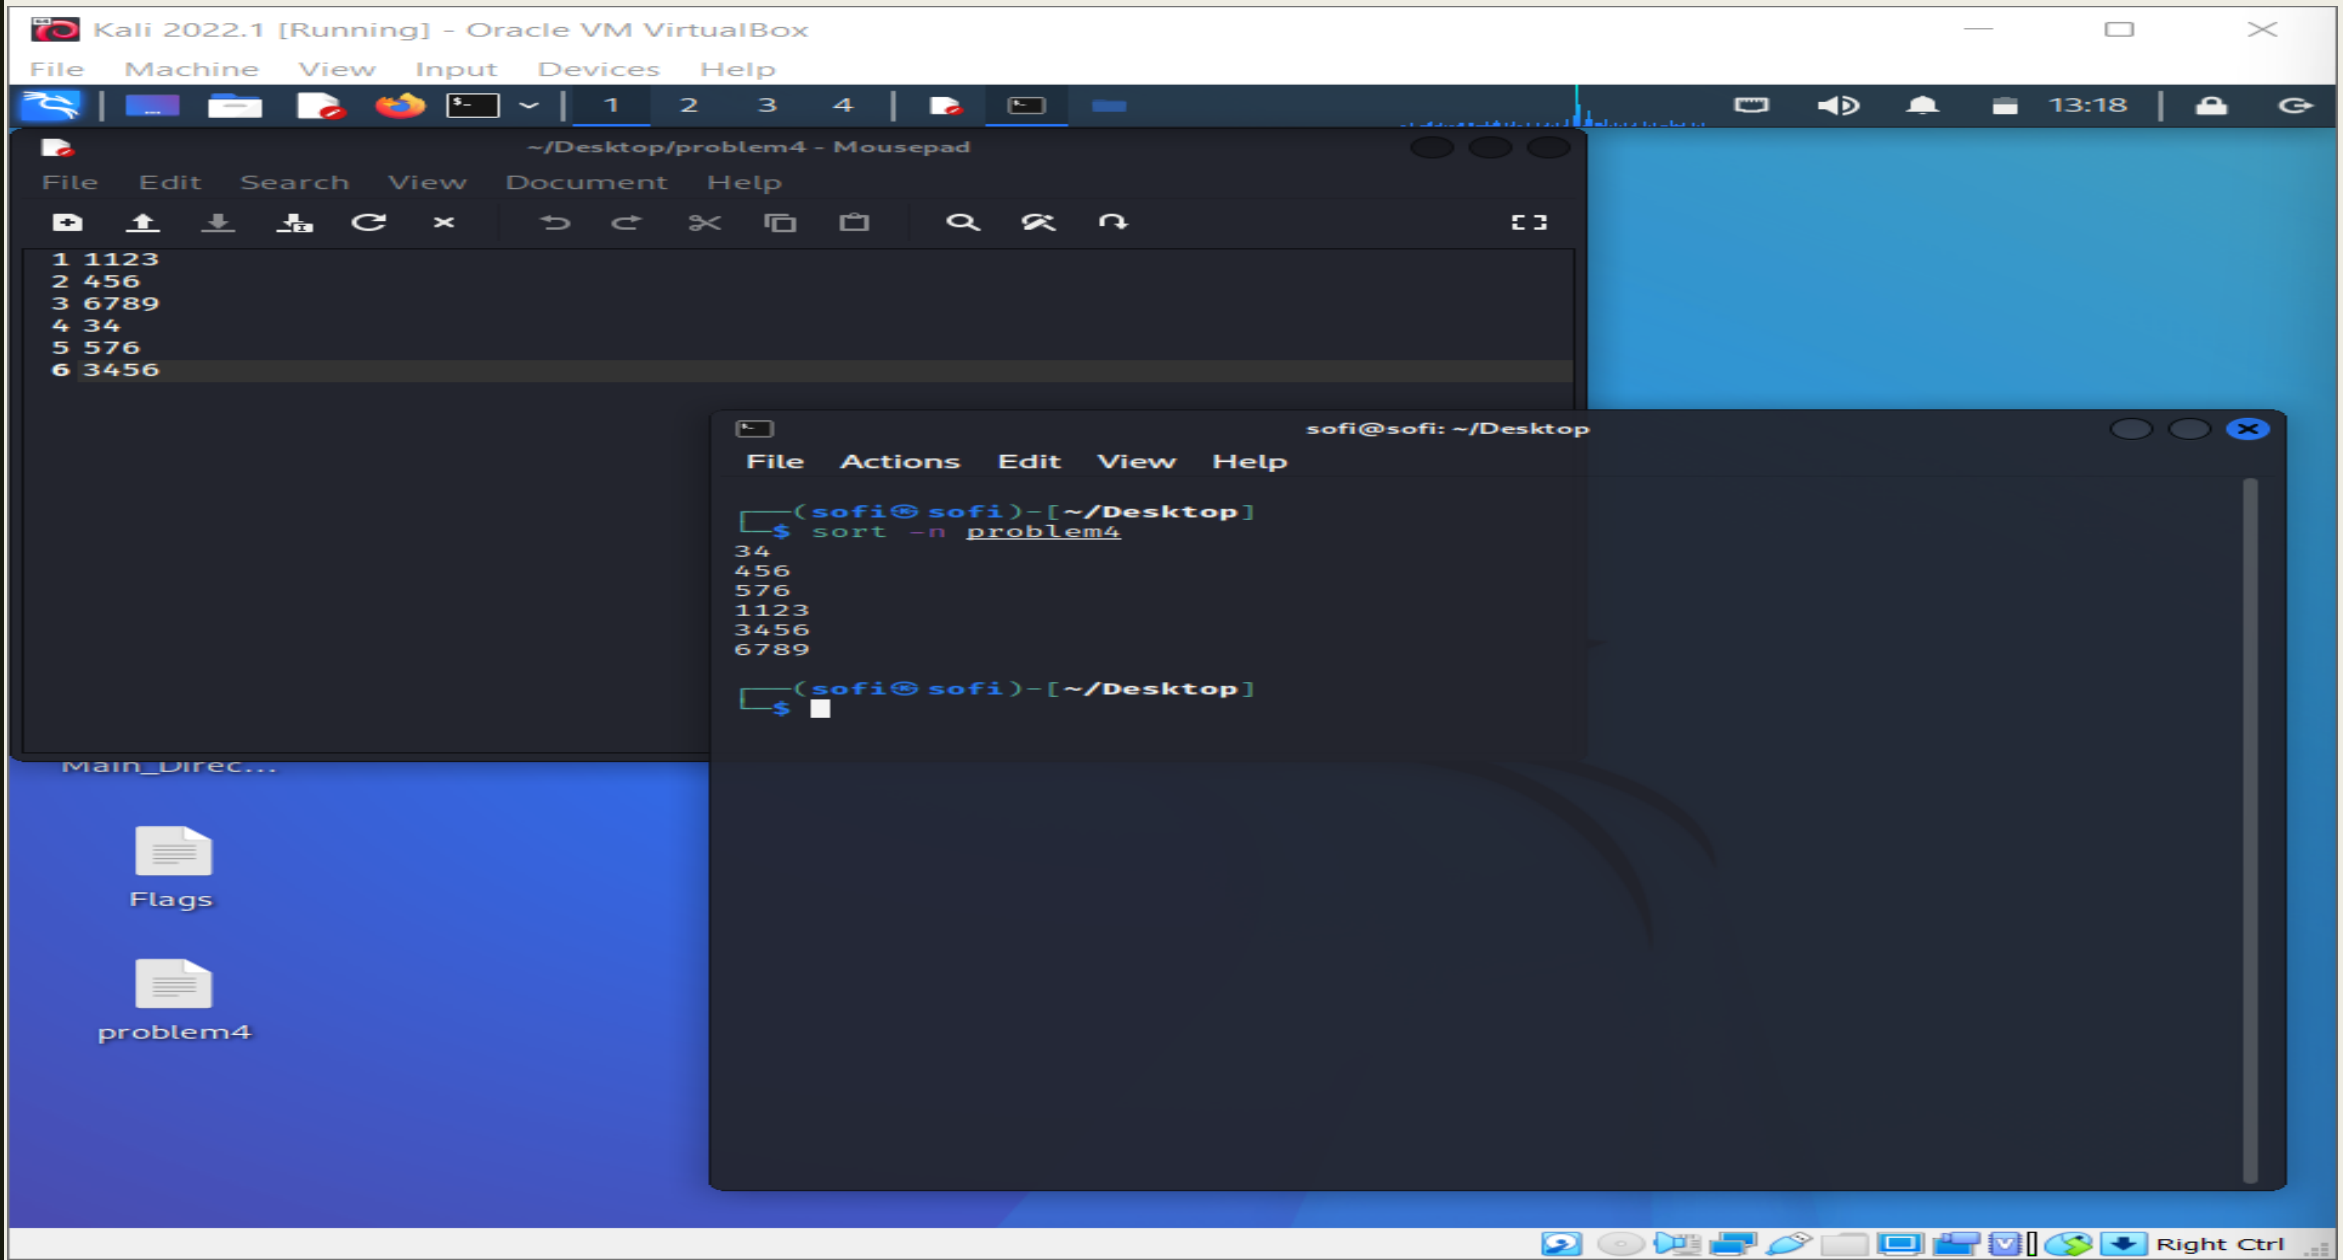 Kali 2022.1 [Running] - Oracle VM VirtualBox
File Machine View Input Devices Help
1 2 3 4 13:18
~/Desktop/problem4 - Mousepad
File Edit Search View Document Help
1 1123
2 456
3 6789
4 34
5 576
6 3456
sofi@sofi: ~/Desktop
File Actions Edit View Help
┌──(sofi㉿sofi)-[~/Desktop]
└─$ sort -n problem4
34
456
576
1123
3456
6789
┌──(sofi㉿sofi)-[~/Desktop]
└─$
Main_Direc...
Flags
problem4
Right Ctrl